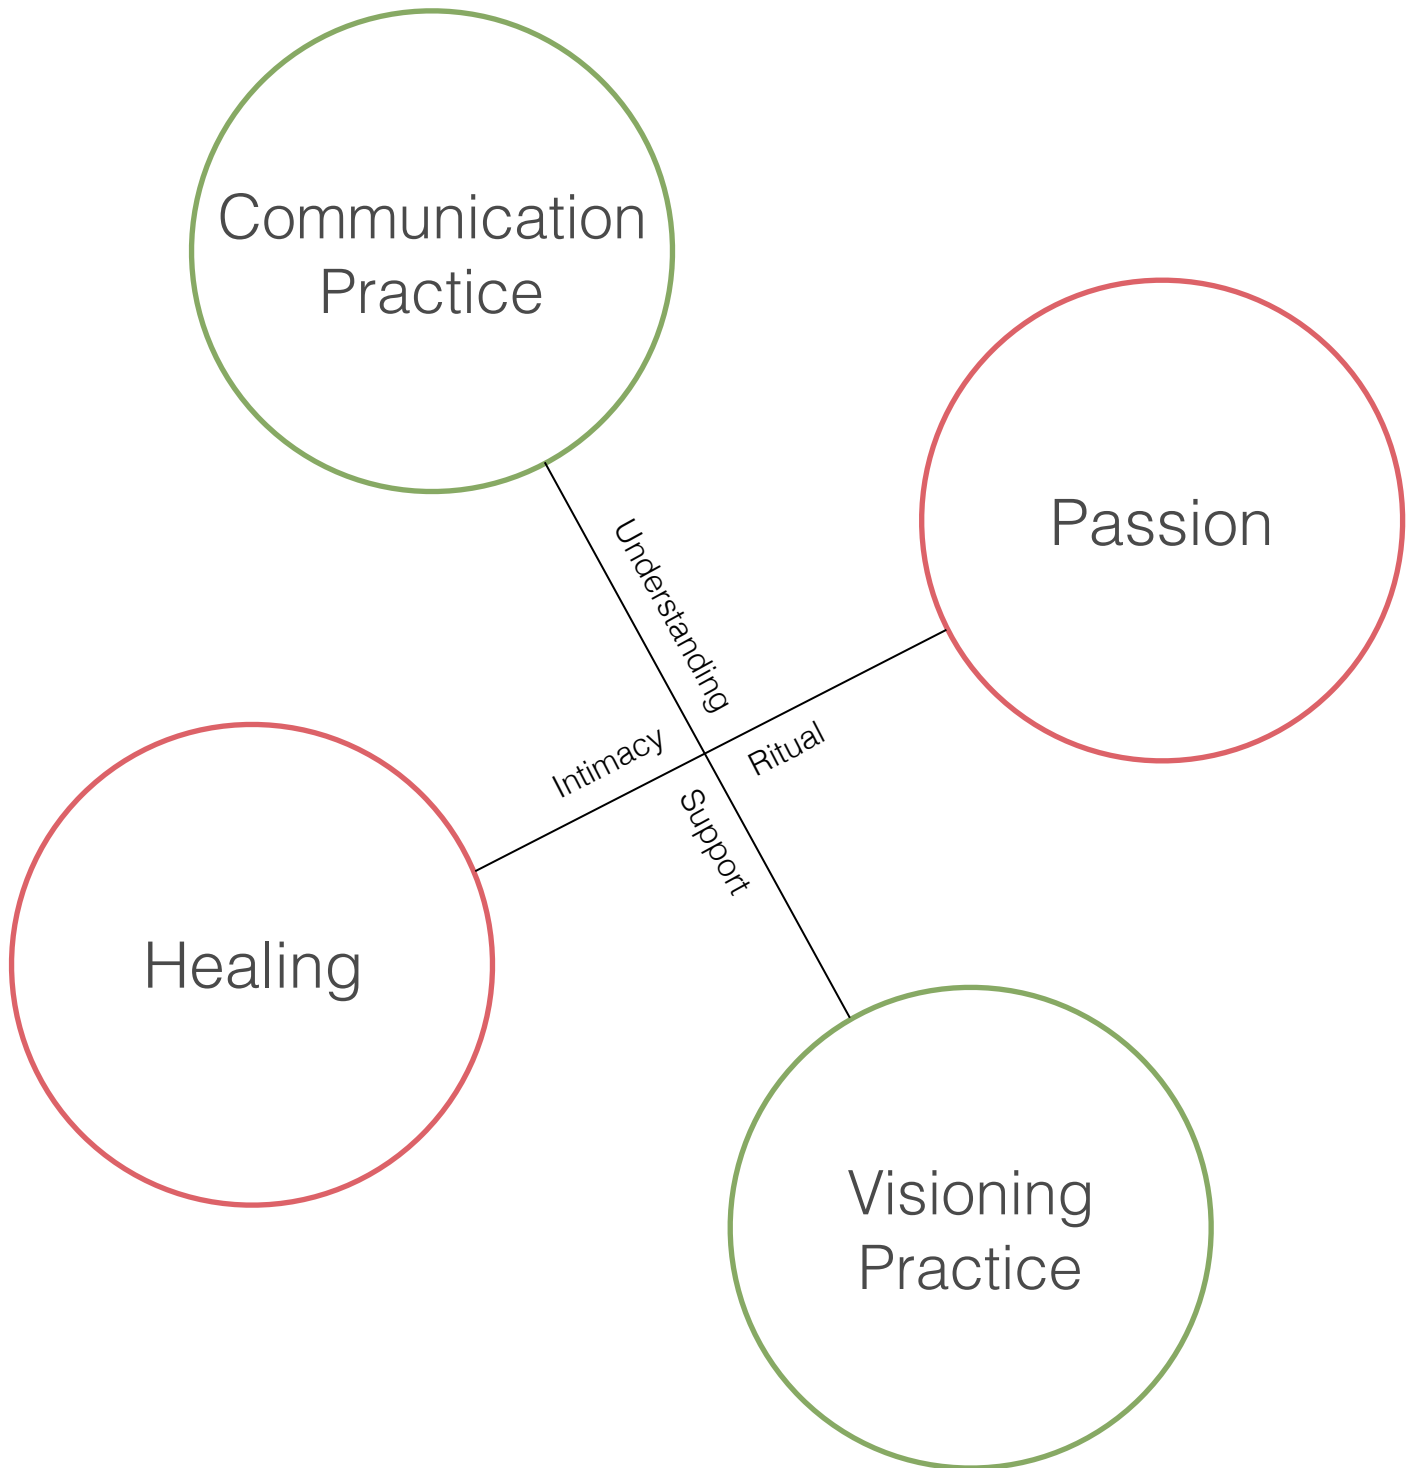 Communication
Practice
Passion
Understanding
Ritual
Intimacy
Support
Healing
Visioning
Practice